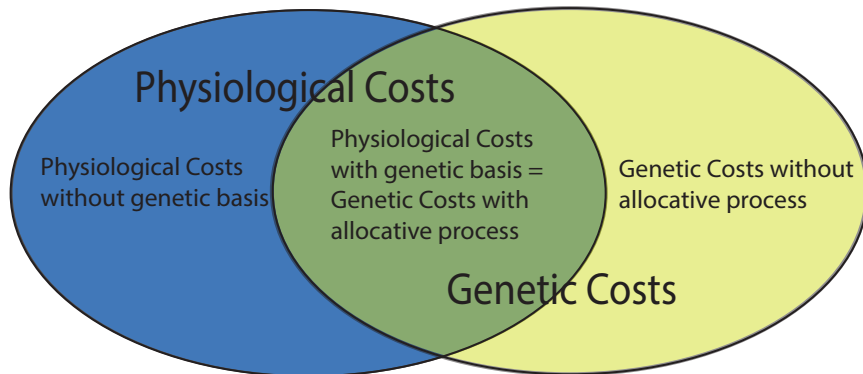 Physiological Costs
Physiological Costs
without genetic basis
Physiological Costs
with genetic basis =
Genetic Costs with
allocative process
Genetic Costs without
allocative process
Genetic Costs